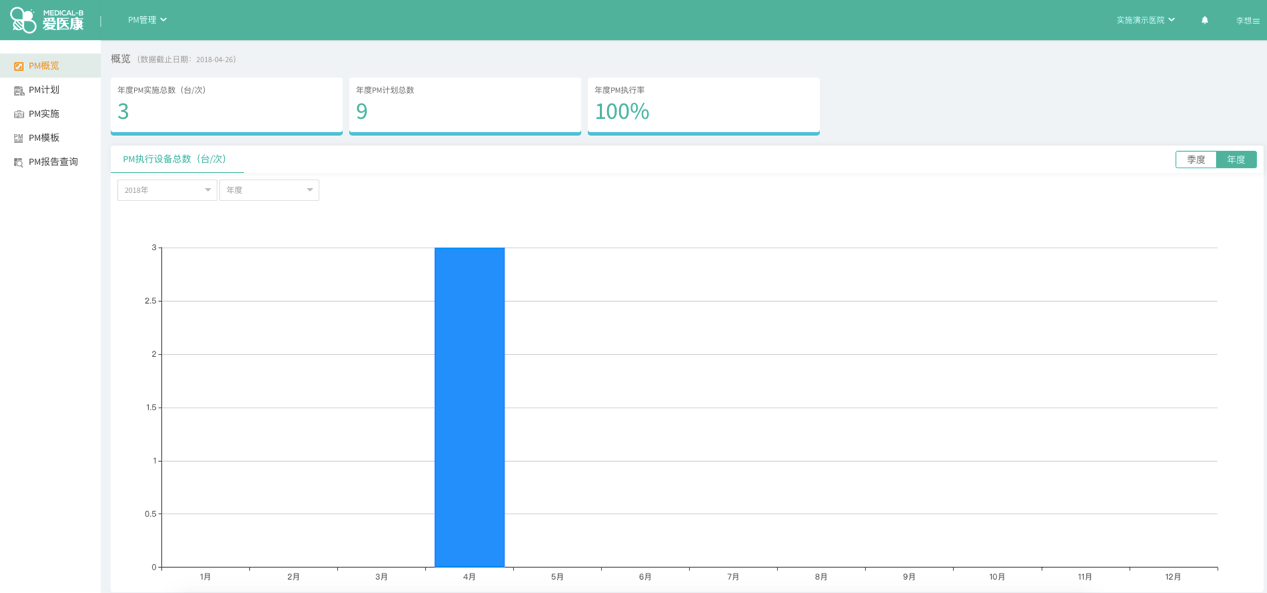 MEDICAL-B
爱医康
PM管理
实施演示医院
李想
PM概览
PM计划
PM实施
PM模板
PM报告查询
概览（数据截止日期：2018-04-26）
年度PM实施总数（台/次）
3
年度PM计划总数
9
年度PM执行率
100%
PM执行设备总数（台/次）
季度
年度
2018年
年度
3
2.5
2
1.5
1
0.5
0
1月 2月 3月 4月 5月 6月 7月 8月 9月 10月 11月 12月